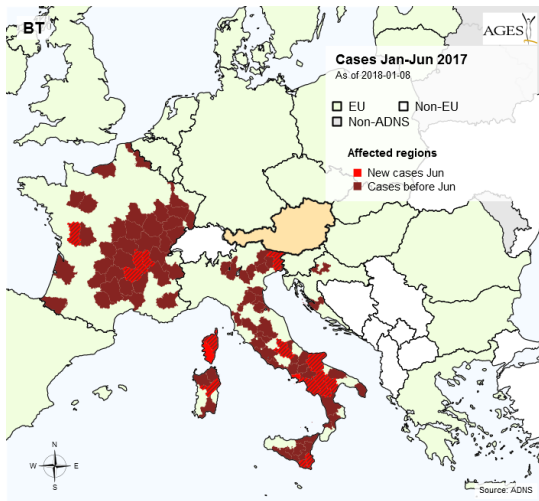 BT
AGES
Cases Jan-Jun 2017
As of 2018-01-08
EU Non-EU
Non-ADNS
Affected regions
New cases Jun
Cases before Jun
N
W E
S
Source: ADNS